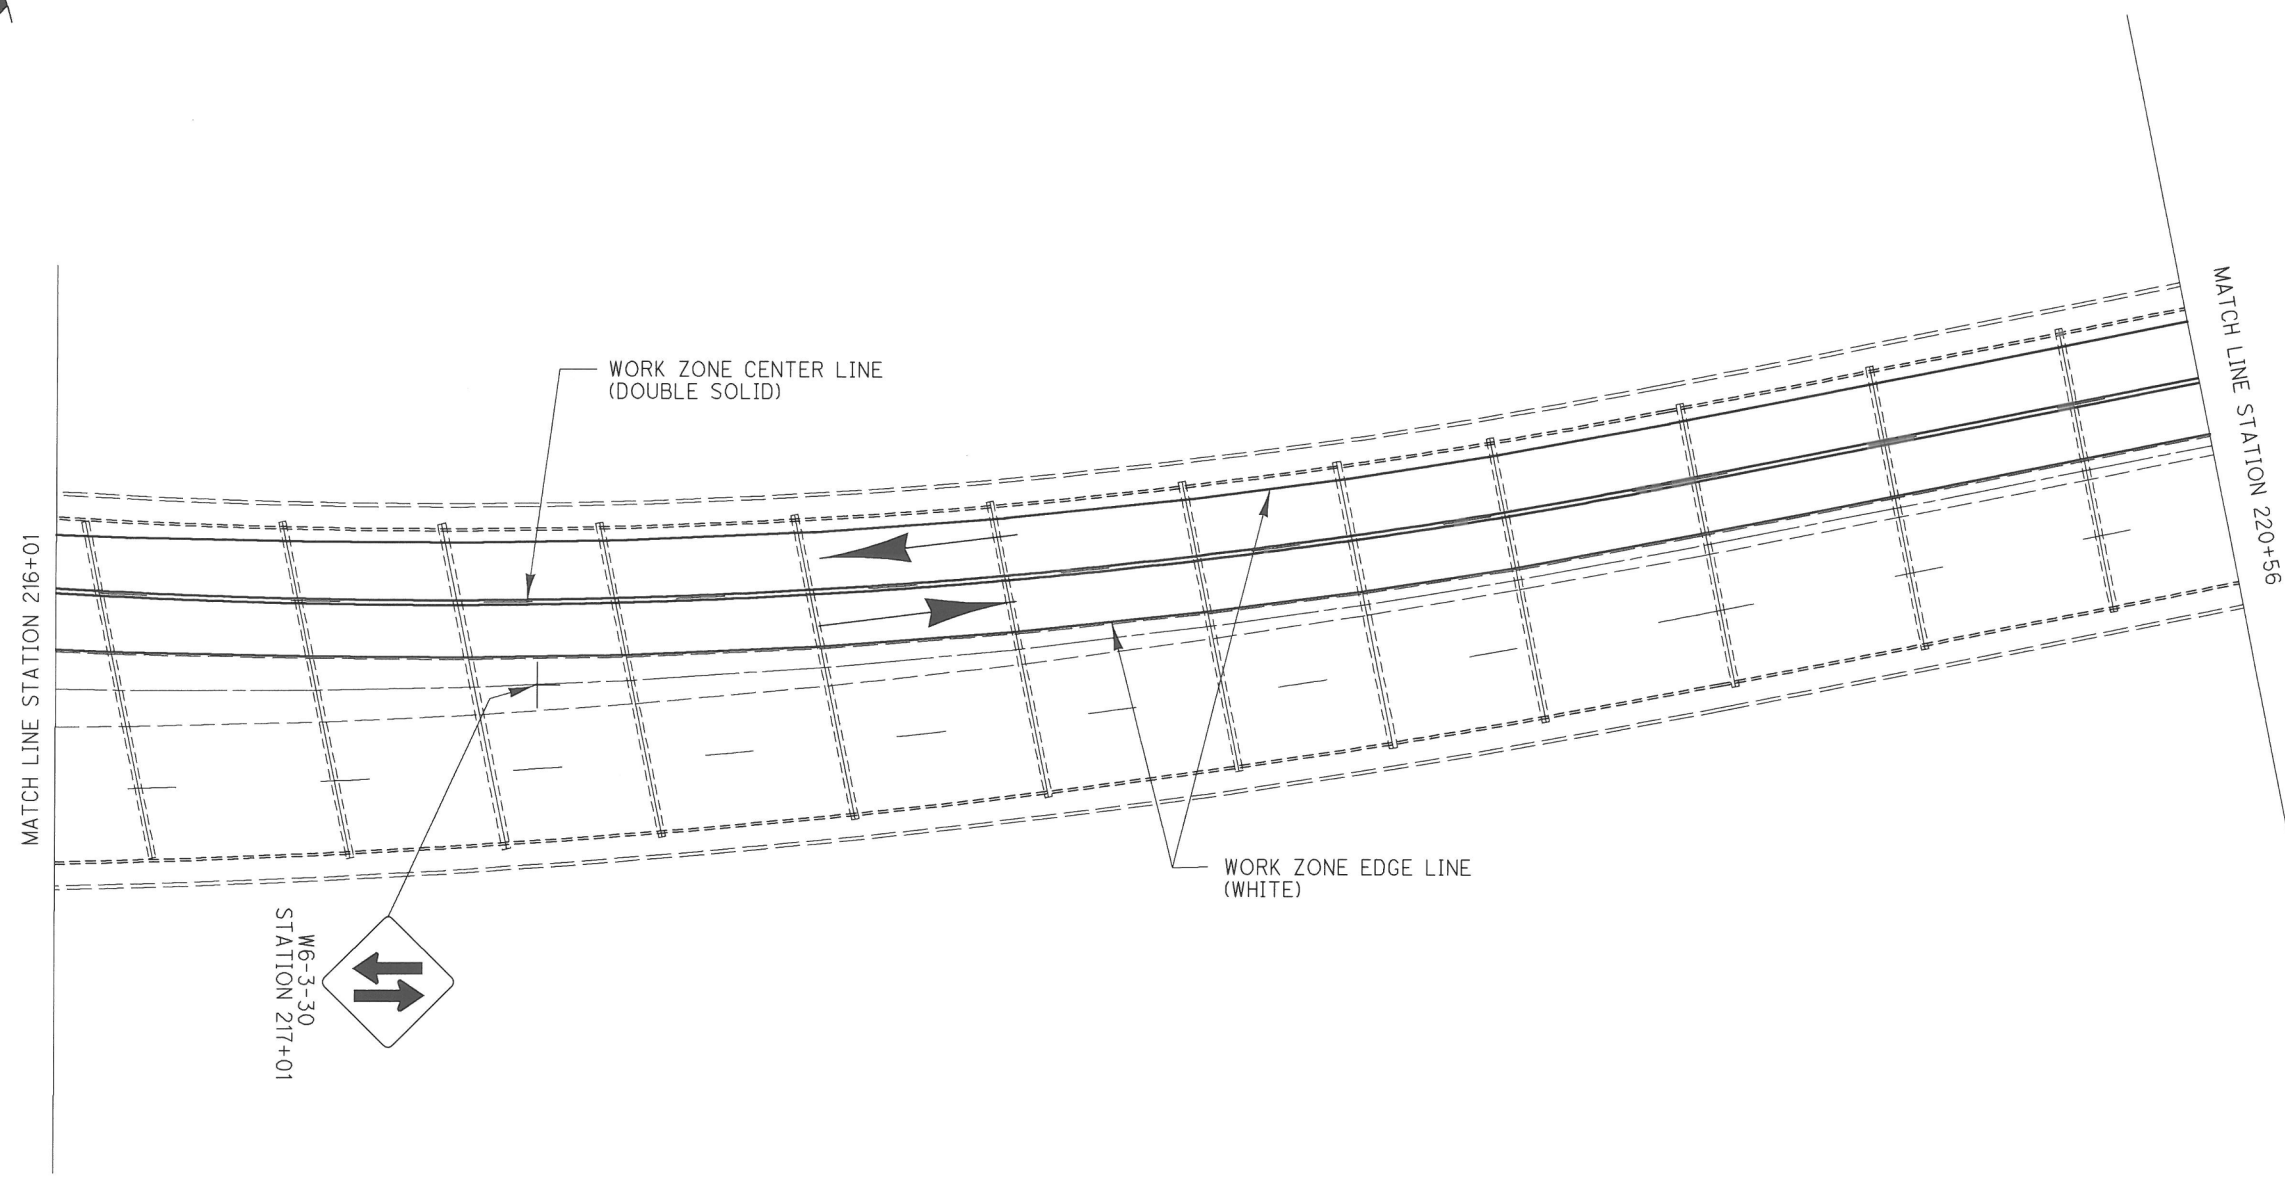 MATCH LINE STATION 216+01
WORK ZONE CENTER LINE
(DOUBLE SOLID)
MATCH LINE STATION 220+56
WORK ZONE EDGE LINE
(WHITE)
W6-3-30
STATION 217+01